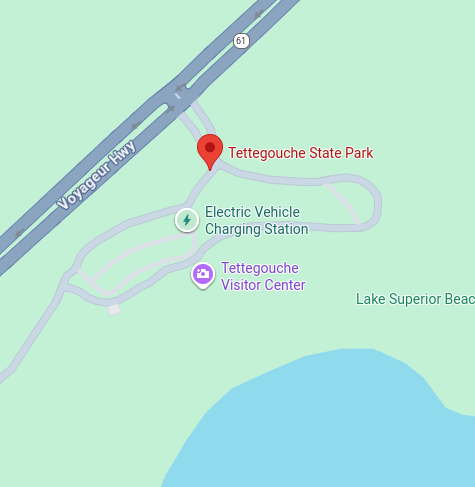 61
Voyageur Hwy
Tettegouche State Park
Electric Vehicle
Charging Station
Tettegouche
Visitor Center
Lake Superior Beac